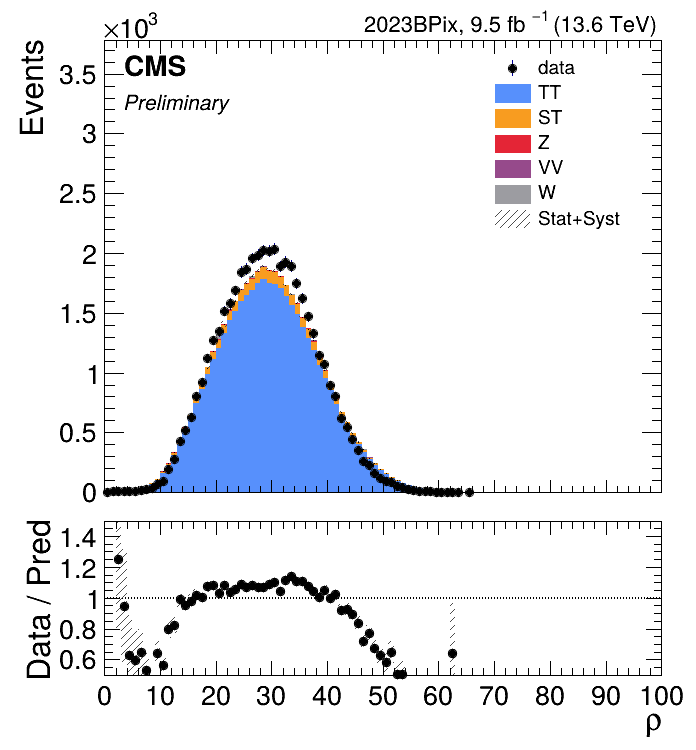 ×10³
2023BPix, 9.5 fb ⁻¹ (13.6 TeV)
Events
CMS
Preliminary
data
TT
ST
Z
VV
W
Stat+Syst
3.5
3
2.5
2
1.5
1
0.5
0
Data / Pred
1.4
1.2
1
0.8
0.6
0 10 20 30 40 50 60 70 80 90 100
ρ